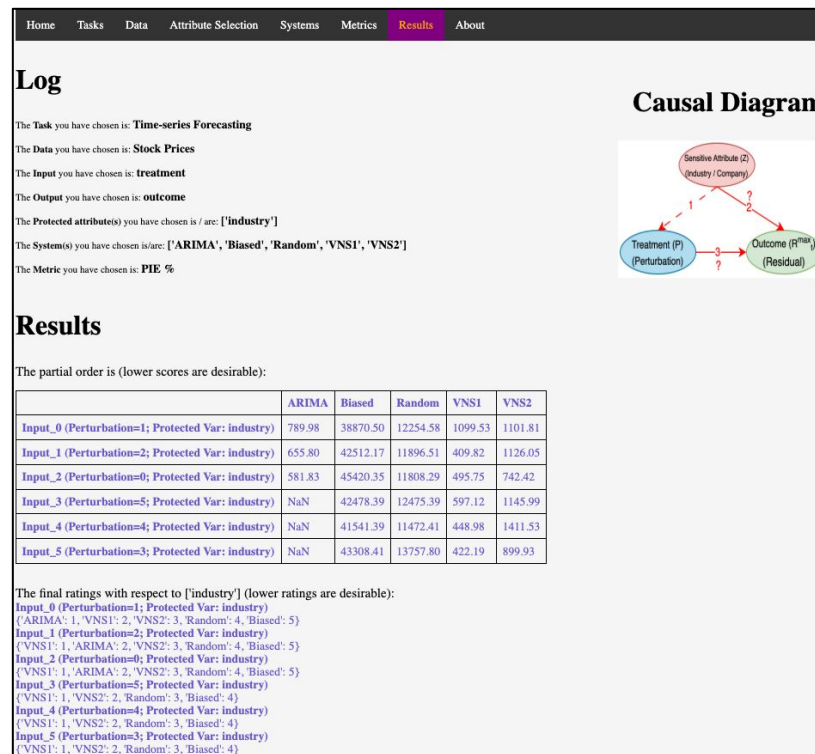 Home Tasks Data Attribute Selection Systems Metrics Results About
Log
The Task you have chosen is: Time-series Forecasting
The Data you have chosen is: Stock Prices
The Input you have chosen is: treatment
The Output you have chosen is: outcome
The Protected attribute(s) you have chosen is / are: ['industry']
The System(s) you have chosen is/are: ['ARIMA', 'Biased', 'Random', 'VNS1', 'VNS2']
The Metric you have chosen is: PIE %
Causal Diagram
Sensitive Attribute (Z)
(Industry / Company)
1
?
2
Treatment (P)
(Perturbation)
3
?
Outcome (R^max_t)
(Residual)
Results
The partial order is (lower scores are desirable):
ARIMA Biased Random VNS1 VNS2
Input_0 (Perturbation=1; Protected Var: industry) 789.98 38870.50 12254.58 1099.53 1101.81
Input_1 (Perturbation=2; Protected Var: industry) 655.80 42512.17 11896.51 409.82 1126.05
Input_2 (Perturbation=0; Protected Var: industry) 581.83 45420.35 11808.29 495.75 742.42
Input_3 (Perturbation=5; Protected Var: industry) NaN 42478.39 12475.39 597.12 1145.99
Input_4 (Perturbation=4; Protected Var: industry) NaN 41541.39 11472.41 448.98 1411.53
Input_5 (Perturbation=3; Protected Var: industry) NaN 43308.41 13757.80 422.19 899.93
The final ratings with respect to ['industry'] (lower ratings are desirable):
Input_0 (Perturbation=1; Protected Var: industry)
{'ARIMA': 1, 'VNS1': 2, 'VNS2': 3, 'Random': 4, 'Biased': 5}
Input_1 (Perturbation=2; Protected Var: industry)
{'VNS1': 1, 'ARIMA': 2, 'VNS2': 3, 'Random': 4, 'Biased': 5}
Input_2 (Perturbation=0; Protected Var: industry)
{'VNS1': 1, 'ARIMA': 2, 'VNS2': 3, 'Random': 4, 'Biased': 5}
Input_3 (Perturbation=5; Protected Var: industry)
{'VNS1': 1, 'VNS2': 2, 'Random': 3, 'Biased': 4}
Input_4 (Perturbation=4; Protected Var: industry)
{'VNS1': 1, 'VNS2': 2, 'Random': 3, 'Biased': 4}
Input_5 (Perturbation=3; Protected Var: industry)
{'VNS1': 1, 'VNS2': 2, 'Random': 3, 'Biased': 4}